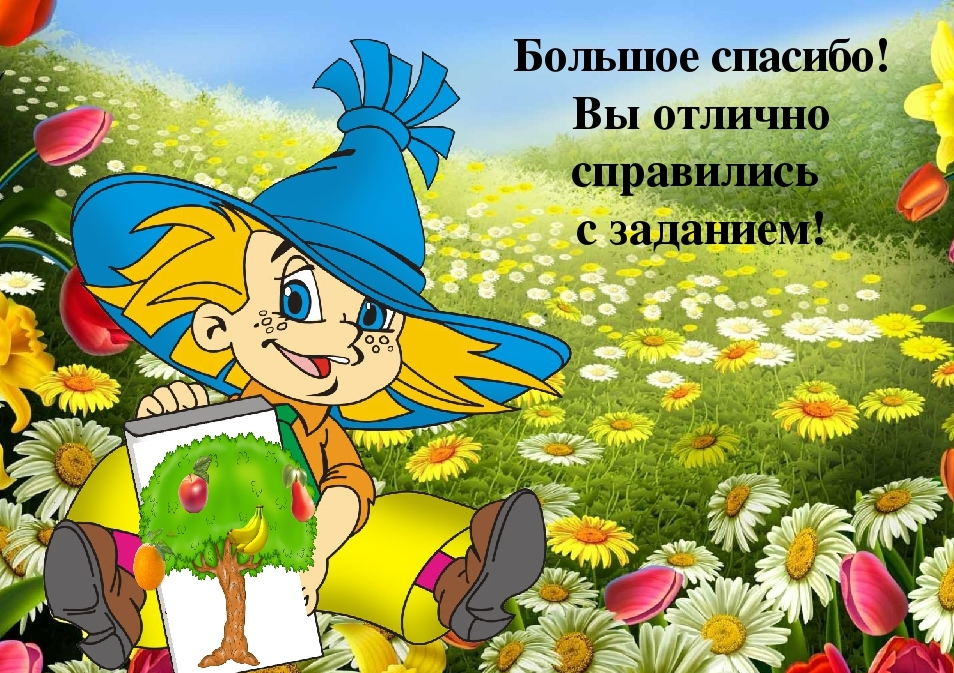 Большое спасибо!
Вы отлично
справились
с заданием!